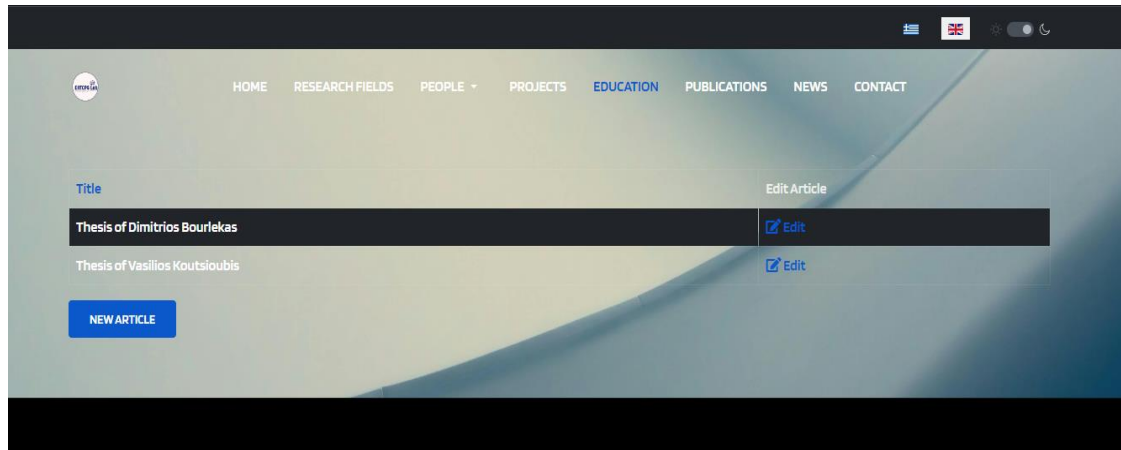 HOME RESEARCH FIELDS PEOPLE PROJECTS EDUCATION PUBLICATIONS NEWS CONTACT
Title Edit Article
Thesis of Dimitrios Bourlekas Edit
Thesis of Vasilios Koutsioubis Edit
NEW ARTICLE